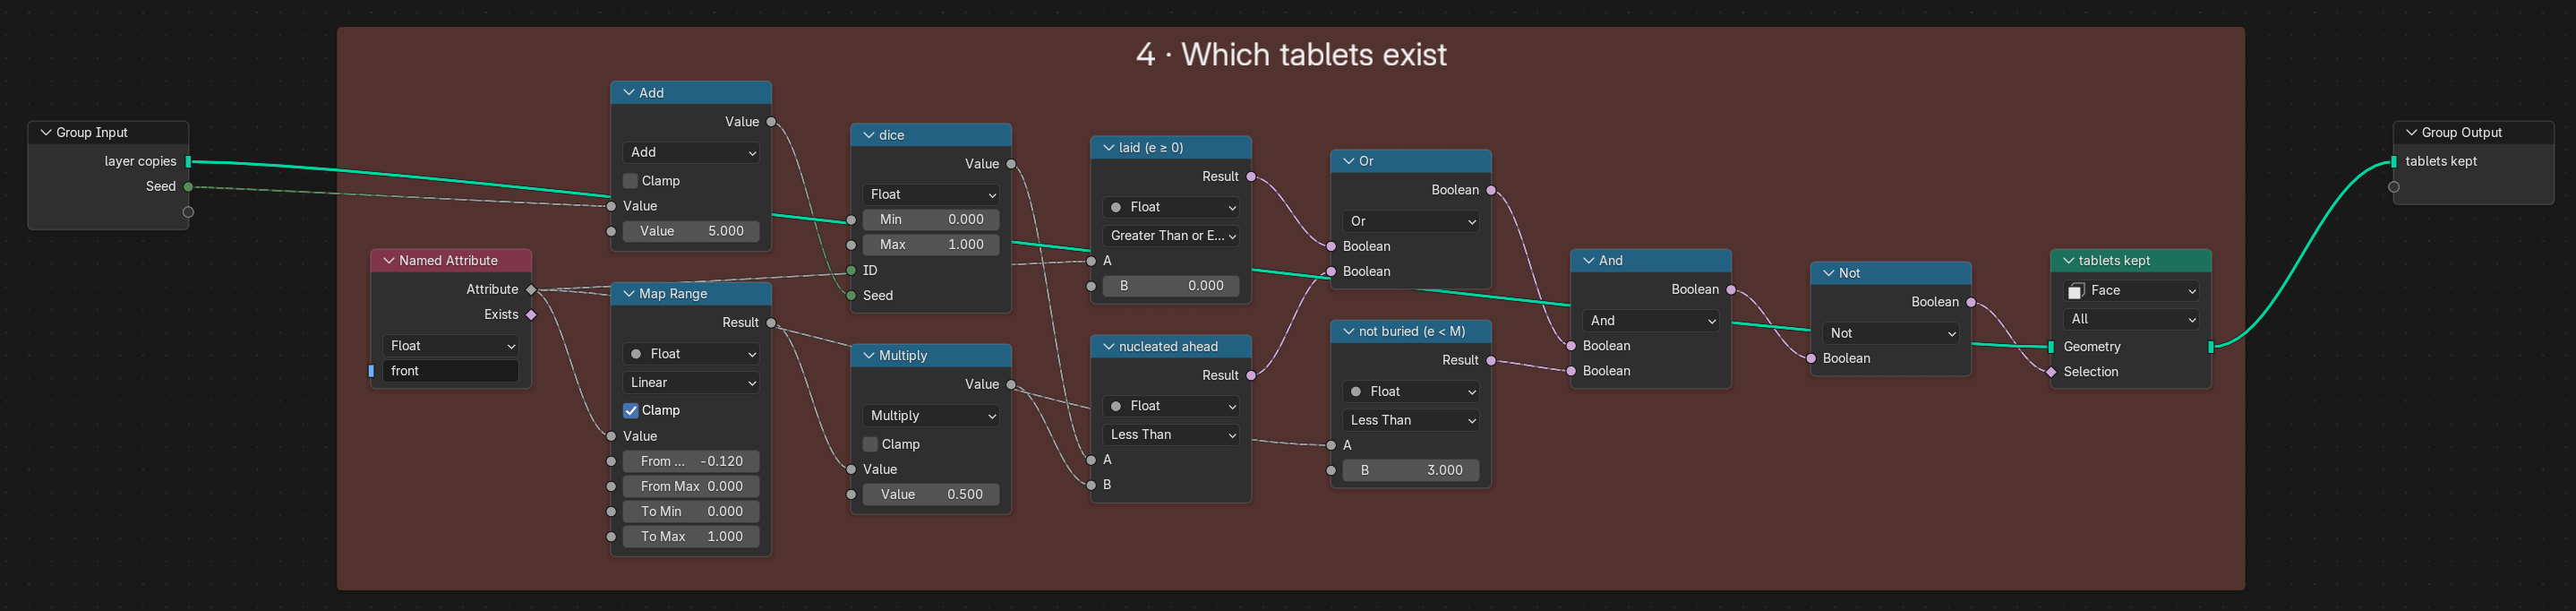 4 · Which tablets exist
Group Input
layer copies
Seed
Named Attribute
Attribute
Exists
Float
front
Add
Value
Add
Clamp
Value
Value 5.000
Map Range
Result
Float
Linear
Clamp
Value
From ... -0.120
From Max 0.000
To Min 0.000
To Max 1.000
dice
Value
Float
Min 0.000
Max 1.000
ID
Seed
Multiply
Value
Multiply
Clamp
Value
Value 0.500
laid (e ≥ 0)
Result
Float
Greater Than or E...
A
B 0.000
nucleated ahead
Result
Float
Less Than
A
B
Or
Boolean
Or
Boolean
Boolean
not buried (e < M)
Result
Float
Less Than
A
B 3.000
And
Boolean
And
Boolean
Boolean
Not
Boolean
Not
Boolean
tablets kept
Face
All
Geometry
Selection
Group Output
tablets kept